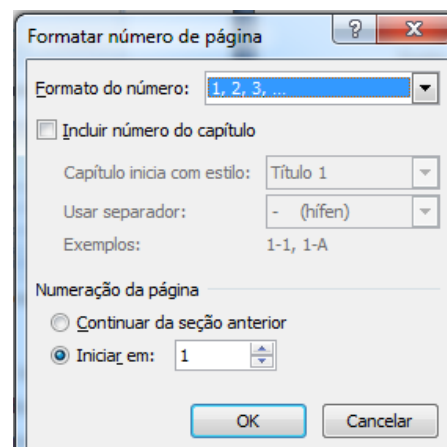 Formatar número de página
Formato do número: 1, 2, 3, ...
Incluir número do capítulo
Capítulo inicia com estilo: Título 1
Usar separador: - (hífen)
Exemplos: 1-1, 1-A
Numeração da página
Continuar da seção anterior
Iniciar em: 1
OK Cancelar